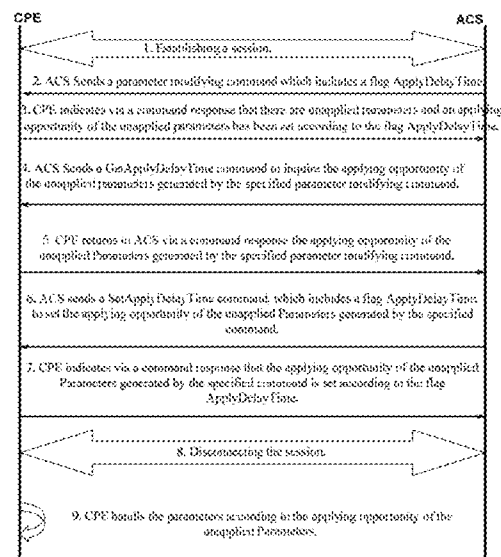 CPE
ACS
1. Establishing a session.
2. ACS Sends a parameter modifying command which includes a flag ApplyDelayTime.
3. CPE indicates via a command response that there are unapplied parameters and an applying
opportunity of the unapplied parameters has been set according to the flag ApplyDelayTime.
4. ACS Sends a GetApplyDelayTime command to inquire the applying opportunity of
the unapplied parameters generated by the specified parameter modifying command.
5. CPE returns to ACS via a command response the applying opportunity of the
unapplied Parameters generated by the specified parameter modifying command.
6. ACS sends a SetApplyDelayTime command, which includes a flag ApplyDelayTime
to set the applying opportunity of the unapplied Parameters generated by the specified
command.
7. CPE indicates via a command response that the applying opportunity of the unapplied
Parameters generated by the specified command is set according to the flag
ApplyDelayTime.
8. Disconnecting the session.
9. CPE handls the parameters according to the applying opportunity of the
unapplied Parameters.